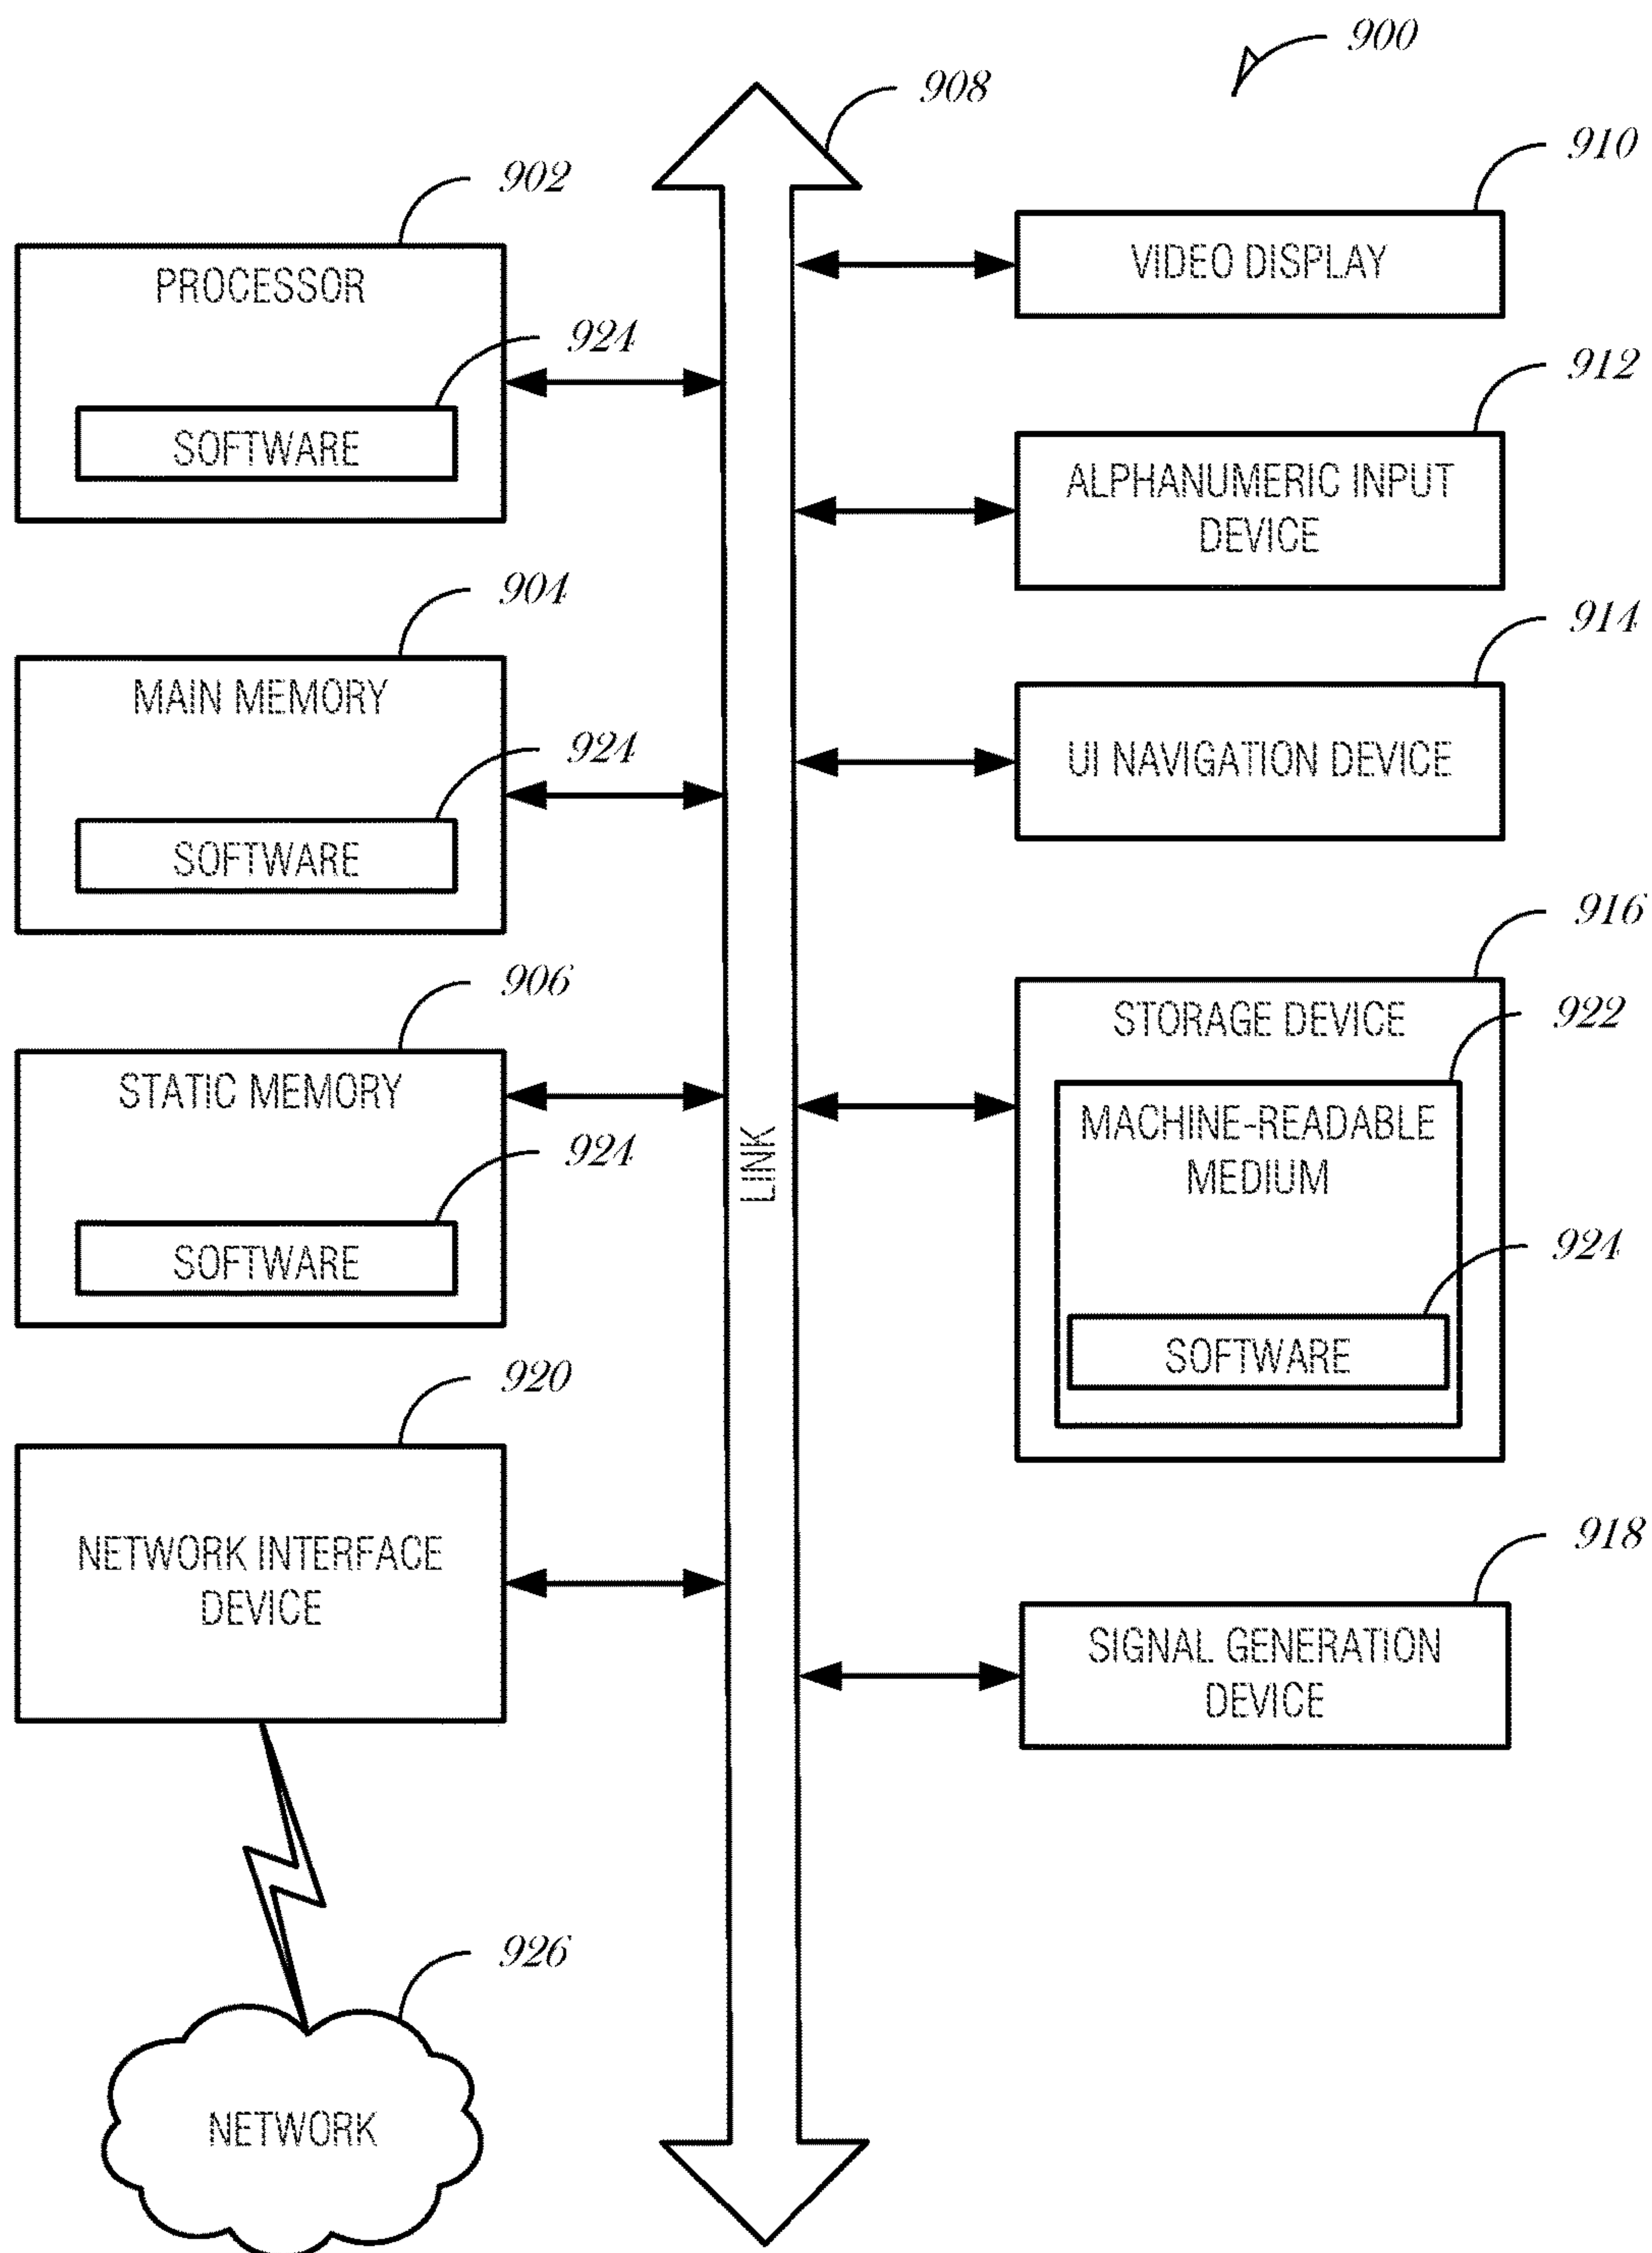 900
908
910
902
VIDEO DISPLAY
PROCESSOR
924
SOFTWARE
912
ALPHANUMERIC INPUT
DEVICE
904
MAIN MEMORY
924
SOFTWARE
914
UI NAVIGATION DEVICE
906
STATIC MEMORY
924
SOFTWARE
LINK
916
STORAGE DEVICE
922
MACHINE-READABLE
MEDIUM
924
SOFTWARE
920
NETWORK INTERFACE
DEVICE
918
SIGNAL GENERATION
DEVICE
926
NETWORK